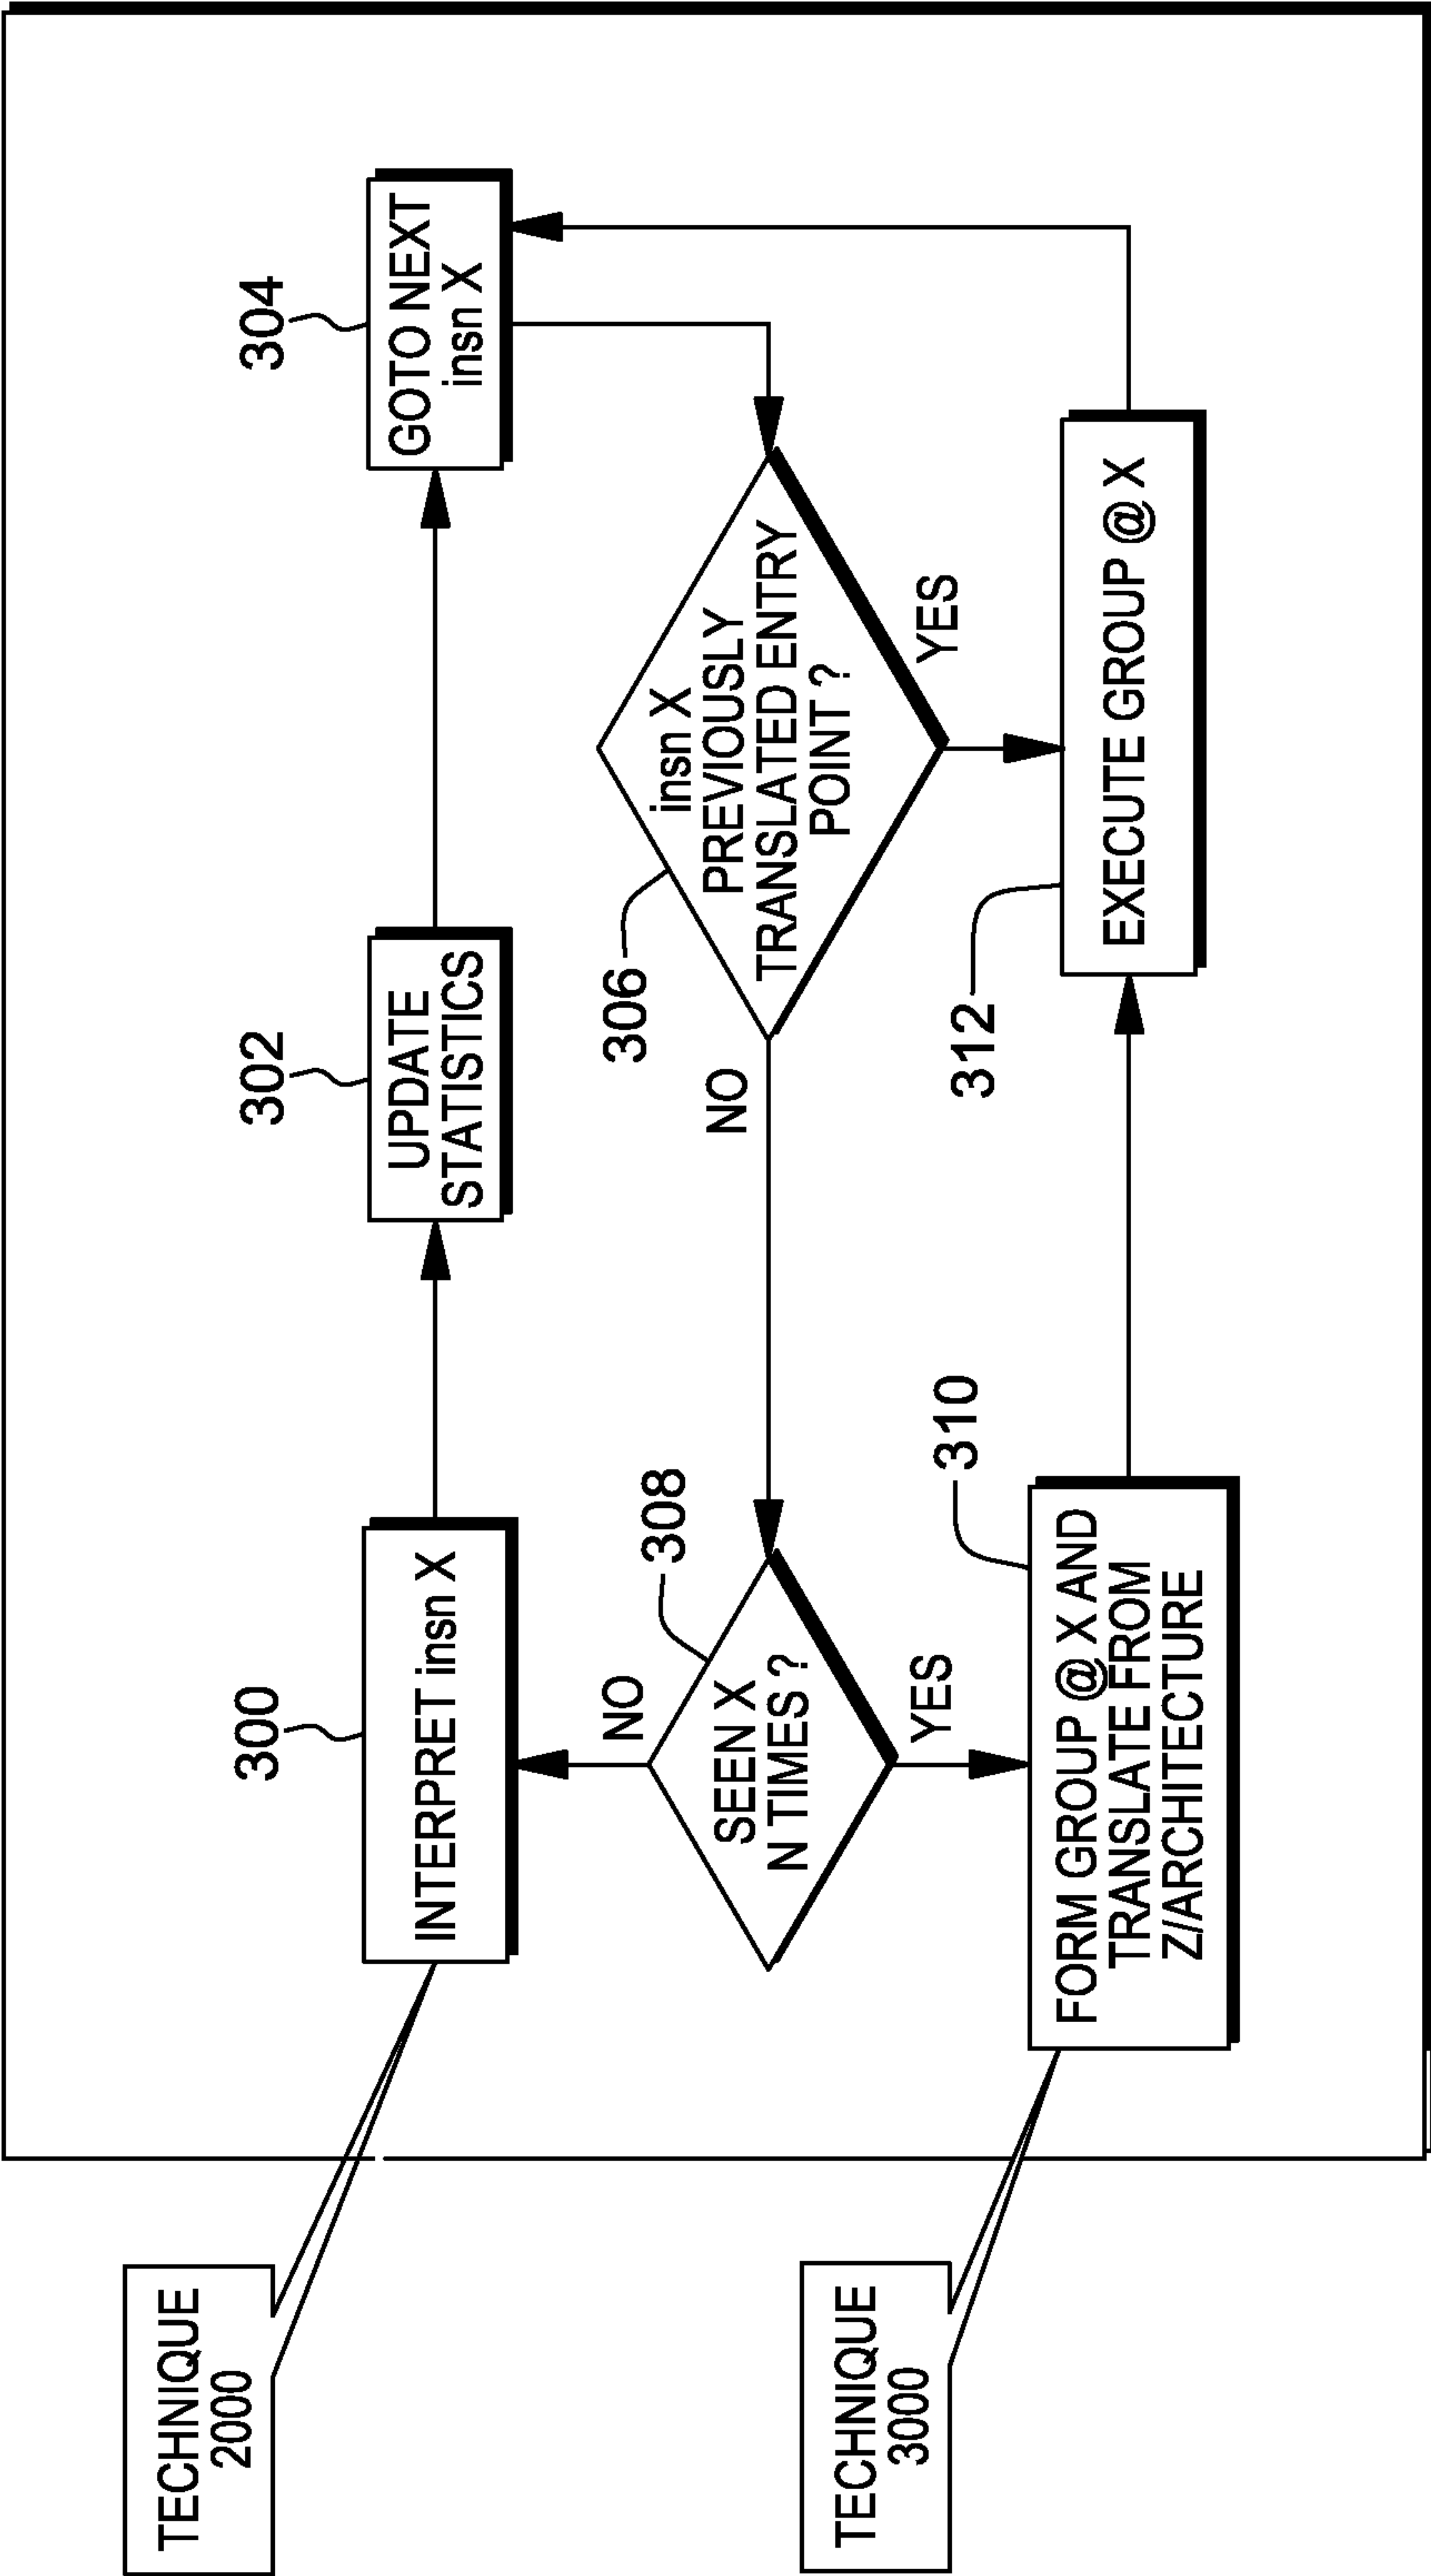 300
302
304
TECHNIQUE
2000
INTERPRET insn X
UPDATE
STATISTICS
GOTO NEXT
insn X
308
NO
SEEN X
N TIMES ?
YES
NO
306
insn X
PREVIOUSLY
TRANSLATED ENTRY
POINT ?
YES
310
312
TECHNIQUE
3000
FORM GROUP @ X AND
TRANSLATE FROM
Z/ARCHITECTURE
EXECUTE GROUP @ X